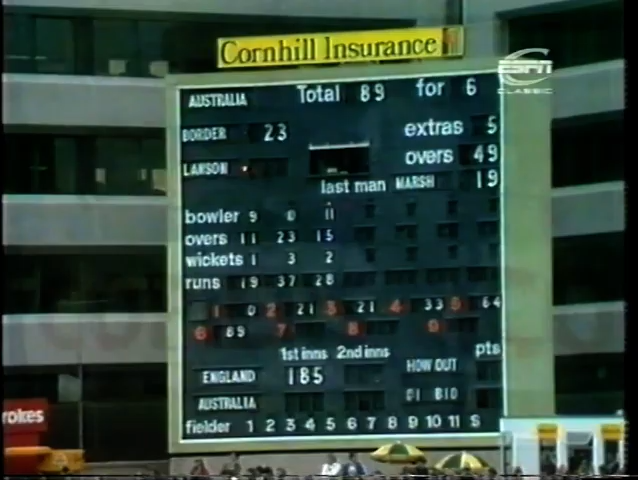 Cornhill Insurance
ESPN
CLASSIC
AUSTRALIA Total 89 for 6
BORDER 23 extras 5
LAWSON overs 49
last man MARSH 19
bowler 9 0 11
overs 11 23 15
wickets 1 3 2
runs 19 37 28
1 0 2 21 3 21 4 33 5 64
6 89 7 8 9
pts
1st inns 2nd inns HOW OUT
ENGLAND 185
AUSTRALIA
fielder 1 2 3 4 5 6 7 8 9 10 11 S
rokes